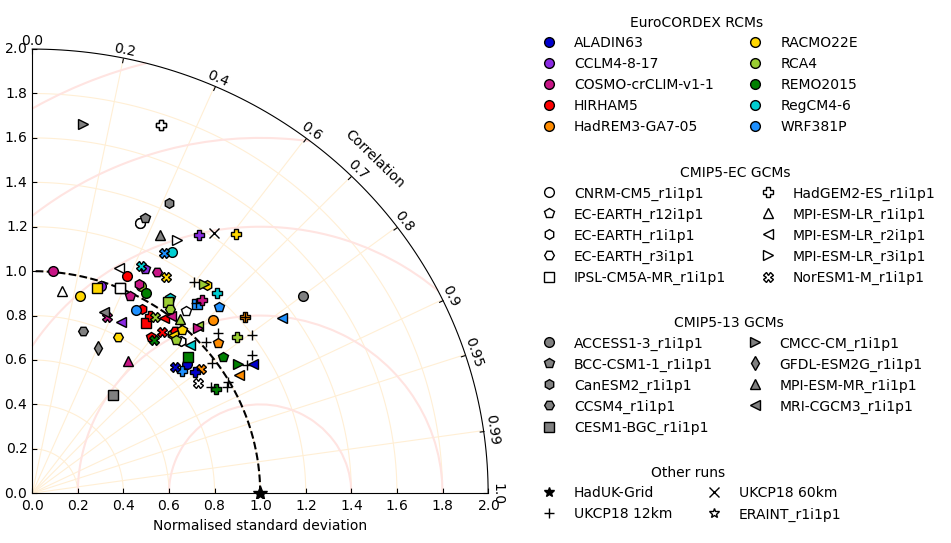 EuroCORDEX RCMs
ALADIN63
CCLM4-8-17
COSMO-crCLIM-v1-1
HIRHAM5
HadREM3-GA7-05
RACMO22E
RCA4
REMO2015
RegCM4-6
WRF381P
CMIP5-EC GCMs
CNRM-CM5_r1i1p1
EC-EARTH_r12i1p1
EC-EARTH_r1i1p1
EC-EARTH_r3i1p1
IPSL-CM5A-MR_r1i1p1
HadGEM2-ES_r1i1p1
MPI-ESM-LR_r1i1p1
MPI-ESM-LR_r2i1p1
MPI-ESM-LR_r3i1p1
NorESM1-M_r1i1p1
CMIP5-13 GCMs
ACCESS1-3_r1i1p1
BCC-CSM1-1_r1i1p1
CanESM2_r1i1p1
CCSM4_r1i1p1
CESM1-BGC_r1i1p1
CMCC-CM_r1i1p1
GFDL-ESM2G_r1i1p1
MPI-ESM-MR_r1i1p1
MRI-CGCM3_r1i1p1
Other runs
HadUK-Grid
UKCP18 12km
UKCP18 60km
ERAINT_r1i1p1
0.0
0.2
0.4
0.6
0.7
0.8
0.9
0.95
0.99
1.0
Correlation
2.0
1.8
1.6
1.4
1.2
1.0
0.8
0.6
0.4
0.2
0.0
0.0
0.2
0.4
0.6
0.8
1.0
1.2
1.4
1.6
1.8
2.0
Normalised standard deviation